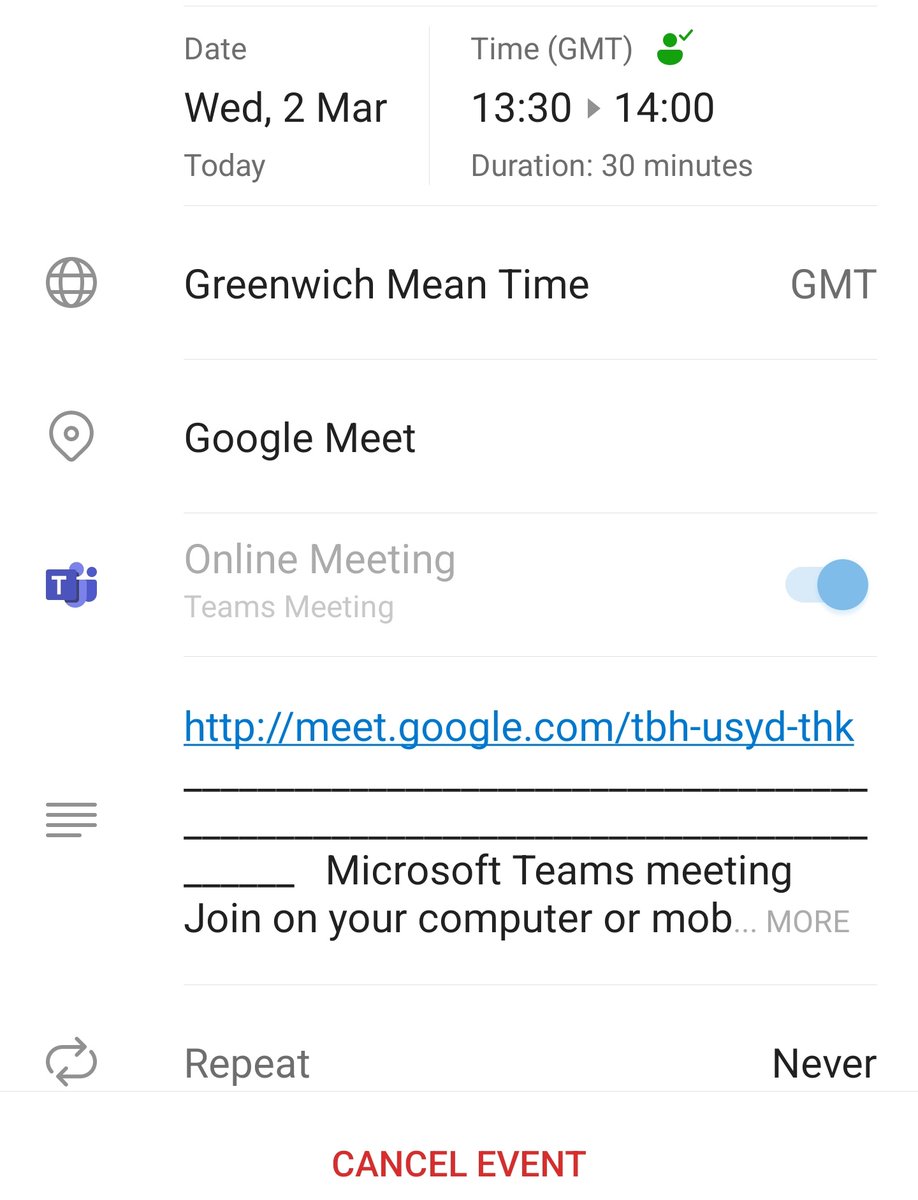 Date
Time (GMT)
Wed, 2 Mar
13:30 ▸ 14:00
Today
Duration: 30 minutes
Greenwich Mean Time GMT
Google Meet
Online Meeting
T
Teams Meeting
http://meet.google.com/tbh-usyd-thk
_____________________________________
_____________________________________
______ Microsoft Teams meeting
Join on your computer or mob... MORE
Repeat Never
CANCEL EVENT